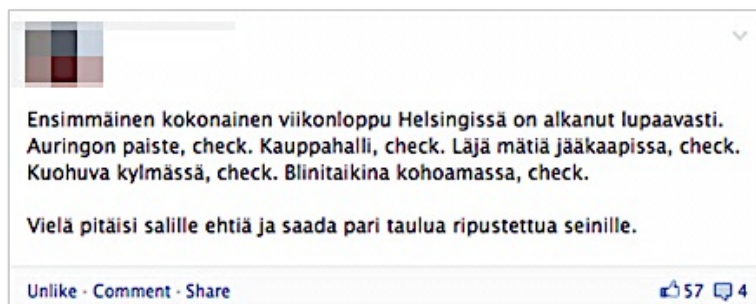 Ensimmäinen kokonainen viikonloppu Helsingissä on alkanut lupaavasti.
Auringon paiste, check. Kauppahalli, check. Läjä mätiä jääkaapissa, check.
Kuohuva kylmässä, check. Blinitaikina kohoamassa, check.
Vielä pitäisi salille ehtiä ja saada pari taulua ripustettua seinille.
Unlike · Comment · Share 57 4